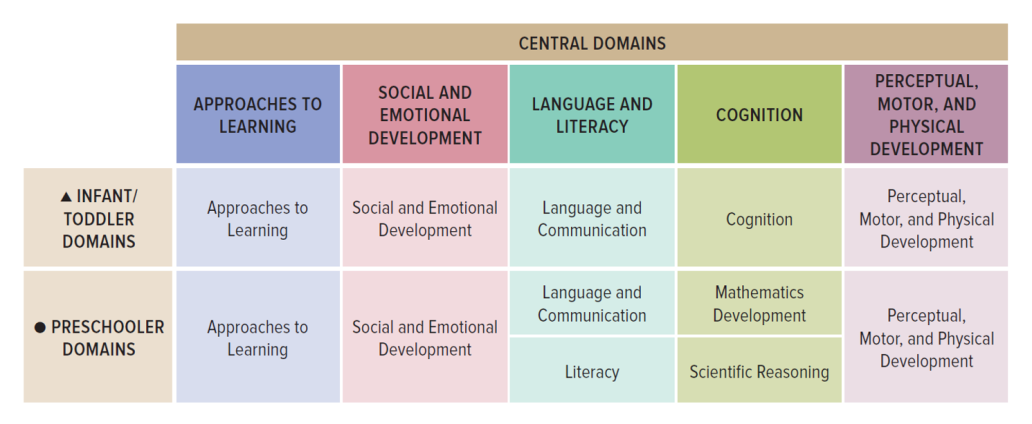 CENTRAL DOMAINS
APPROACHES TO
LEARNING
SOCIAL AND
EMOTIONAL
DEVELOPMENT
LANGUAGE AND
LITERACY
COGNITION
PERCEPTUAL,
MOTOR, AND
PHYSICAL
DEVELOPMENT
▲ INFANT/
TODDLER
DOMAINS
Approaches to
Learning
Social and Emotional
Development
Language and
Communication
Cognition
Perceptual,
Motor, and Physical
Development
● PRESCHOOLER
DOMAINS
Approaches to
Learning
Social and Emotional
Development
Language and
Communication
Literacy
Mathematics
Development
Scientific Reasoning
Perceptual,
Motor, and Physical
Development